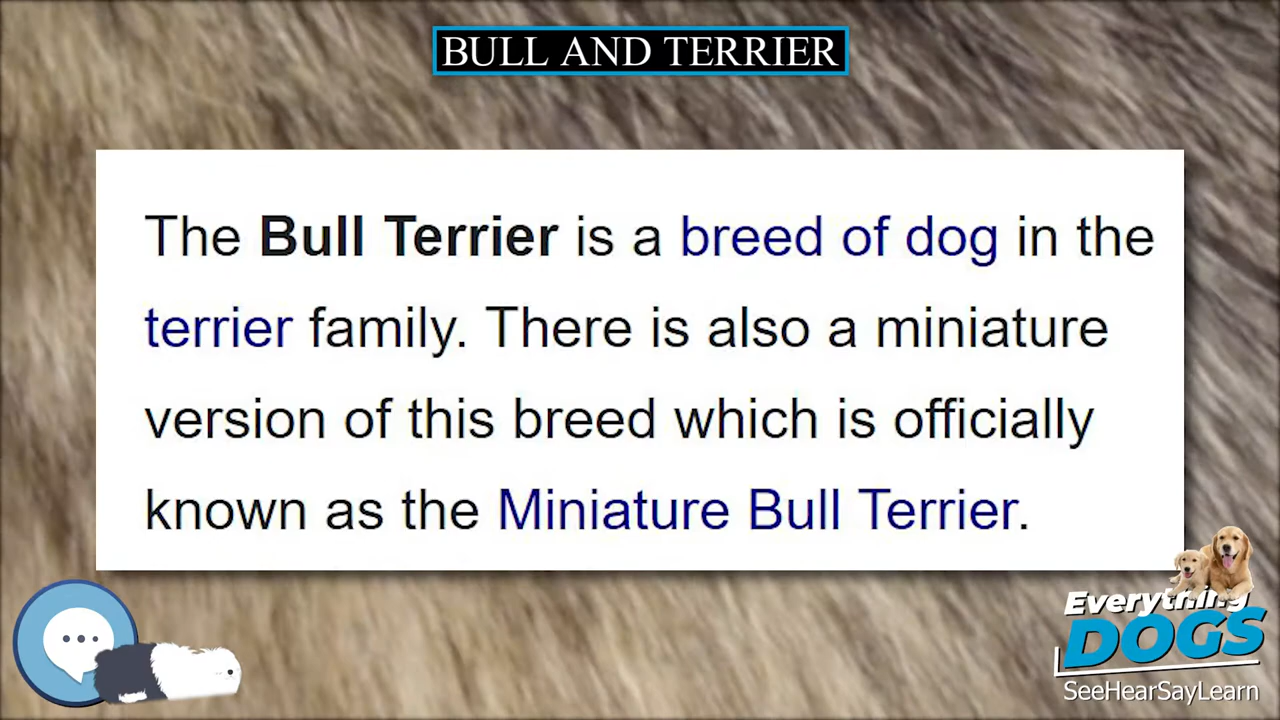 BULL AND TERRIER
The Bull Terrier is a breed of dog in the
terrier family. There is also a miniature
version of this breed which is officially
known as the Miniature Bull Terrier.
Everything
DOGS
SeeHearSayLearn